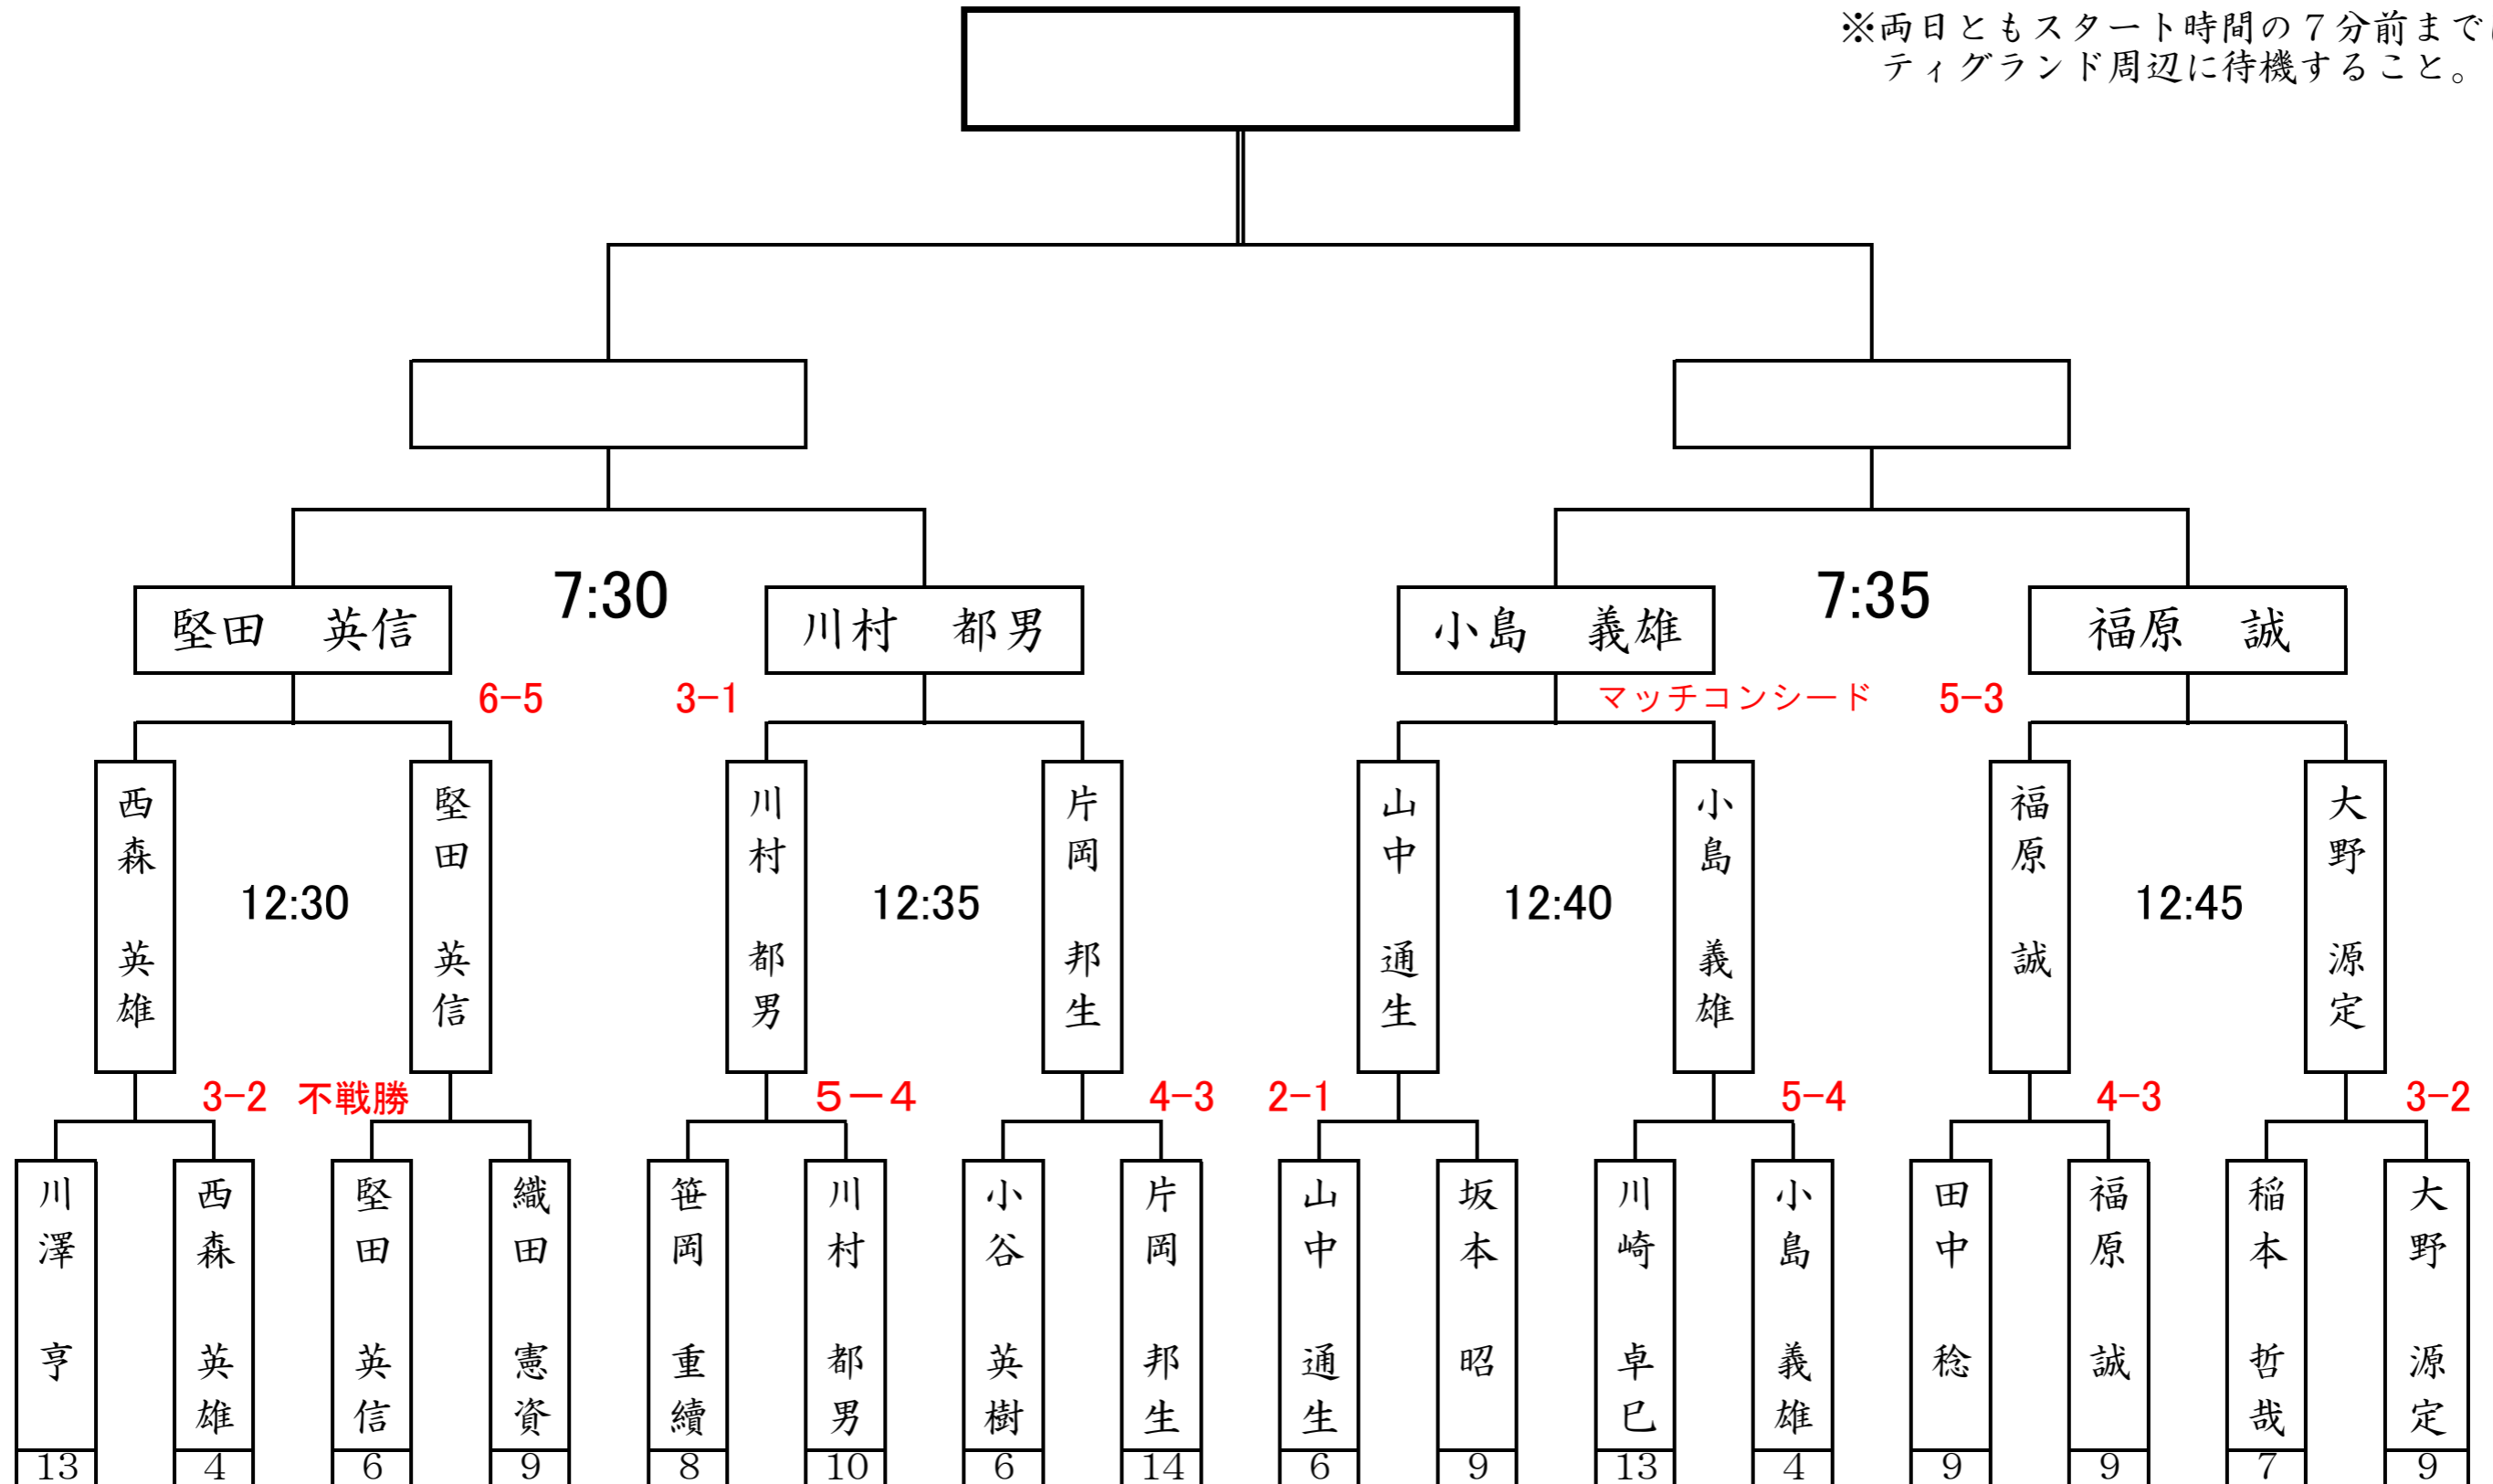 ※両日ともスタート時間の７分前まで
ティグランド周辺に待機すること。
7:30
7:35
堅田 英信
川村 都男
小島 義雄
福原 誠
6-5
3-1
マッチコンシード
5-3
西森 英雄
堅田 英信
川村 都男
片岡 邦生
山中 通生
小島 義雄
福原 誠
大野 源定
12:30
12:35
12:40
12:45
3-2
不戦勝
５－４
4-3
2-1
5-4
4-3
3-2
川澤 亨
西森 英雄
堅田 英信
織田 憲資
笹岡 重續
川村 都男
小谷 英樹
片岡 邦生
山中 通生
坂本 昭
川崎 卓巳
小島 義雄
田中 稔
福原 誠
稲本 哲哉
大野 源定
13
4
6
9
8
10
6
14
6
9
13
4
9
9
7
9